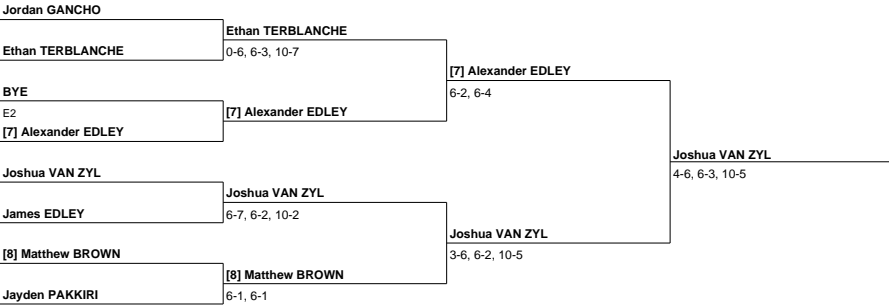 Jordan GANCHO
Ethan TERBLANCHE
Ethan TERBLANCHE
0-6, 6-3, 10-7
[7] Alexander EDLEY
6-2, 6-4
BYE
E2
[7] Alexander EDLEY
[7] Alexander EDLEY
Joshua VAN ZYL
4-6, 6-3, 10-5
Joshua VAN ZYL
Joshua VAN ZYL
James EDLEY
6-7, 6-2, 10-2
Joshua VAN ZYL
3-6, 6-2, 10-5
[8] Matthew BROWN
[8] Matthew BROWN
Jayden PAKKIRI
6-1, 6-1